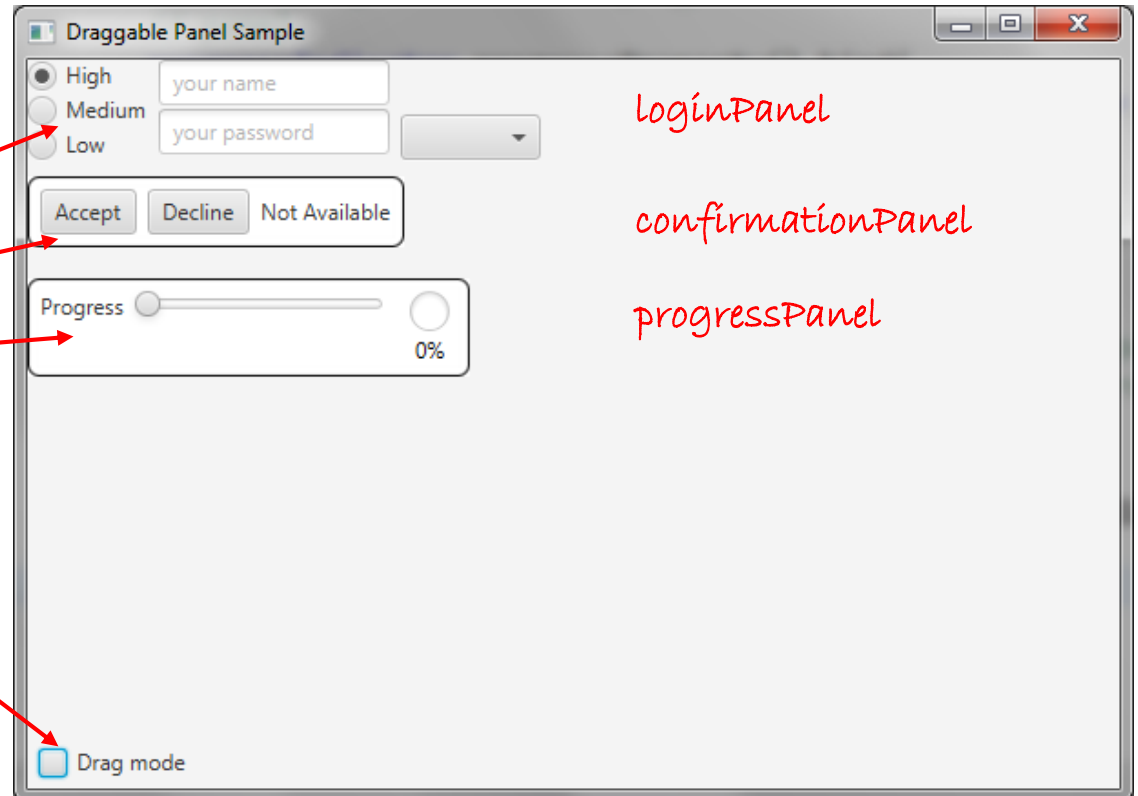 Draggable Panel Sample
High
Medium
Low
your name
your password
loginPanel
Accept Decline Not Available
confirmationPanel
Progress
0%
progressPanel
Drag mode